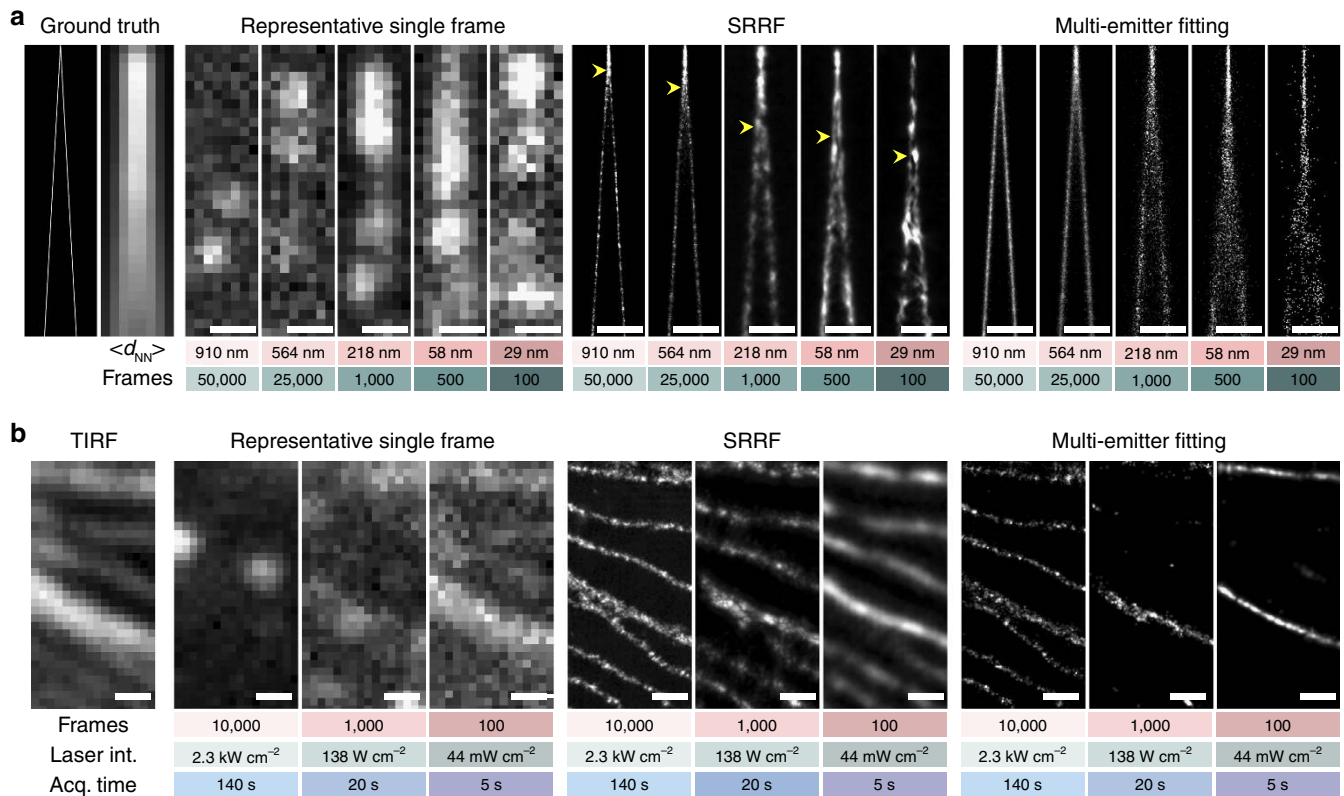 a
Ground truth Representative single frame SRRF Multi-emitter fitting
<d_NN> 910 nm 564 nm 218 nm 58 nm 29 nm 910 nm 564 nm 218 nm 58 nm 29 nm 910 nm 564 nm 218 nm 58 nm 29 nm
Frames 50,000 25,000 1,000 500 100 50,000 25,000 1,000 500 100 50,000 25,000 1,000 500 100
b
TIRF Representative single frame SRRF Multi-emitter fitting
Frames 10,000 1,000 100 10,000 1,000 100 10,000 1,000 100
Laser int. 2.3 kW cm⁻² 138 W cm⁻² 44 mW cm⁻² 2.3 kW cm⁻² 138 W cm⁻² 44 mW cm⁻² 2.3 kW cm⁻² 138 W cm⁻² 44 mW cm⁻²
Acq. time 140 s 20 s 5 s 140 s 20 s 5 s 140 s 20 s 5 s